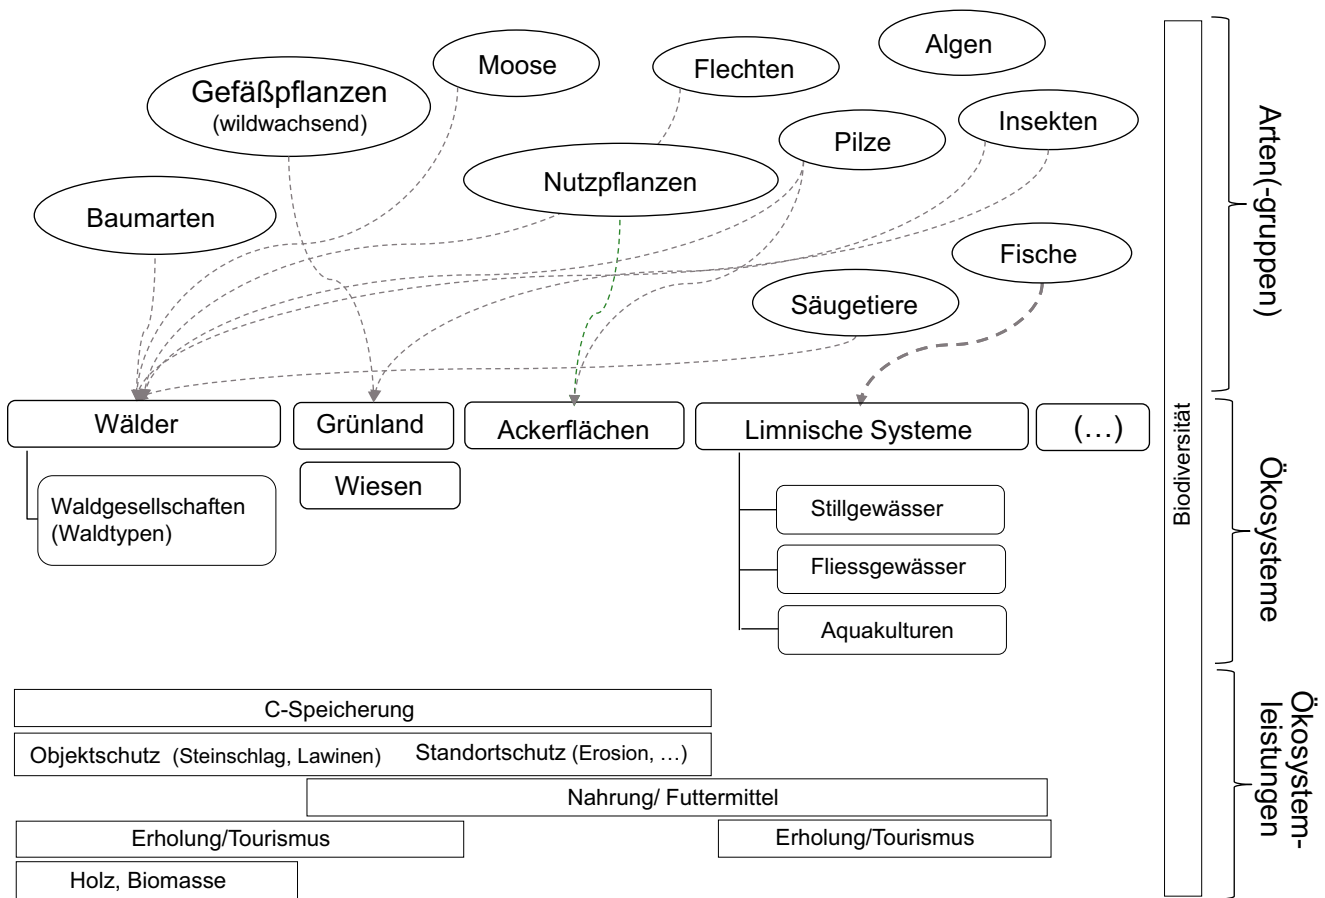 Algen
Moose
Flechten
Gefäßpflanzen
(wildwachsend)
Insekten
Pilze
Nutzpflanzen
Baumarten
Fische
Säugetiere
Arten(-gruppen)
Wälder
Grünland
Ackerflächen
Limnische Systeme
(…)
Wiesen
Waldgesellschaften
(Waldtypen)
Stillgewässer
Fliessgewässer
Aquakulturen
Biodiversität
Ökosysteme
C-Speicherung
Objektschutz (Steinschlag, Lawinen) Standortschutz (Erosion, …)
Nahrung/ Futtermittel
Erholung/Tourismus
Erholung/Tourismus
Holz, Biomasse
Ökosystem-
leistungen